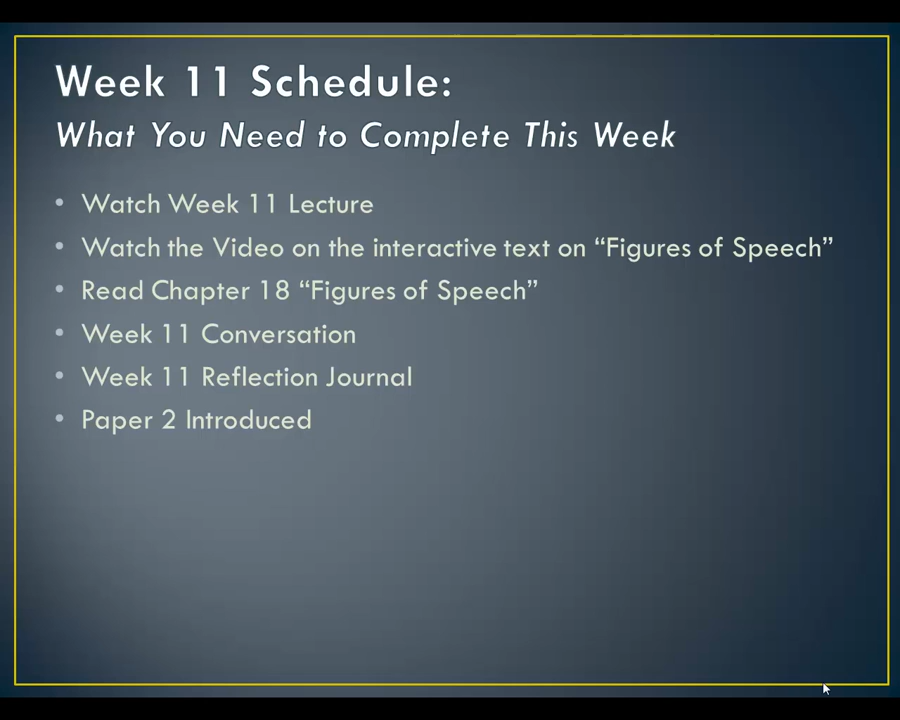 Week 11 Schedule:
What You Need to Complete This Week
• Watch Week 11 Lecture
• Watch the Video on the interactive text on “Figures of Speech”
• Read Chapter 18 “Figures of Speech”
• Week 11 Conversation
• Week 11 Reflection Journal
• Paper 2 Introduced